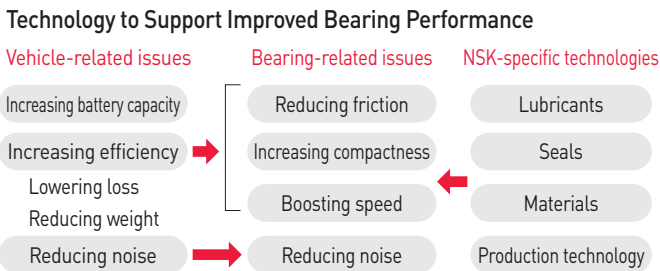 Technology to Support Improved Bearing Performance
Vehicle-related issues
Increasing battery capacity
Increasing efficiency
Lowering loss
Reducing weight
Reducing noise
Bearing-related issues
Reducing friction
Increasing compactness
Boosting speed
Reducing noise
NSK-specific technologies
Lubricants
Seals
Materials
Production technology